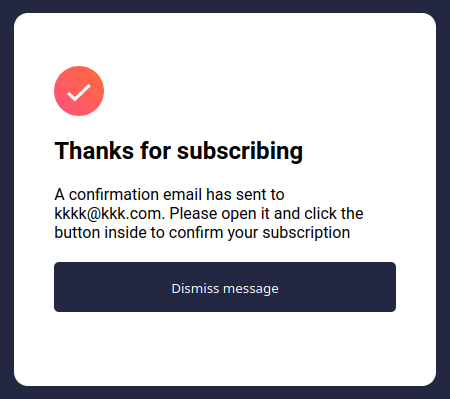 Thanks for subscribing
A confirmation email has sent to
kkkk@kkk.com. Please open it and click the
button inside to confirm your subscription
Dismiss message